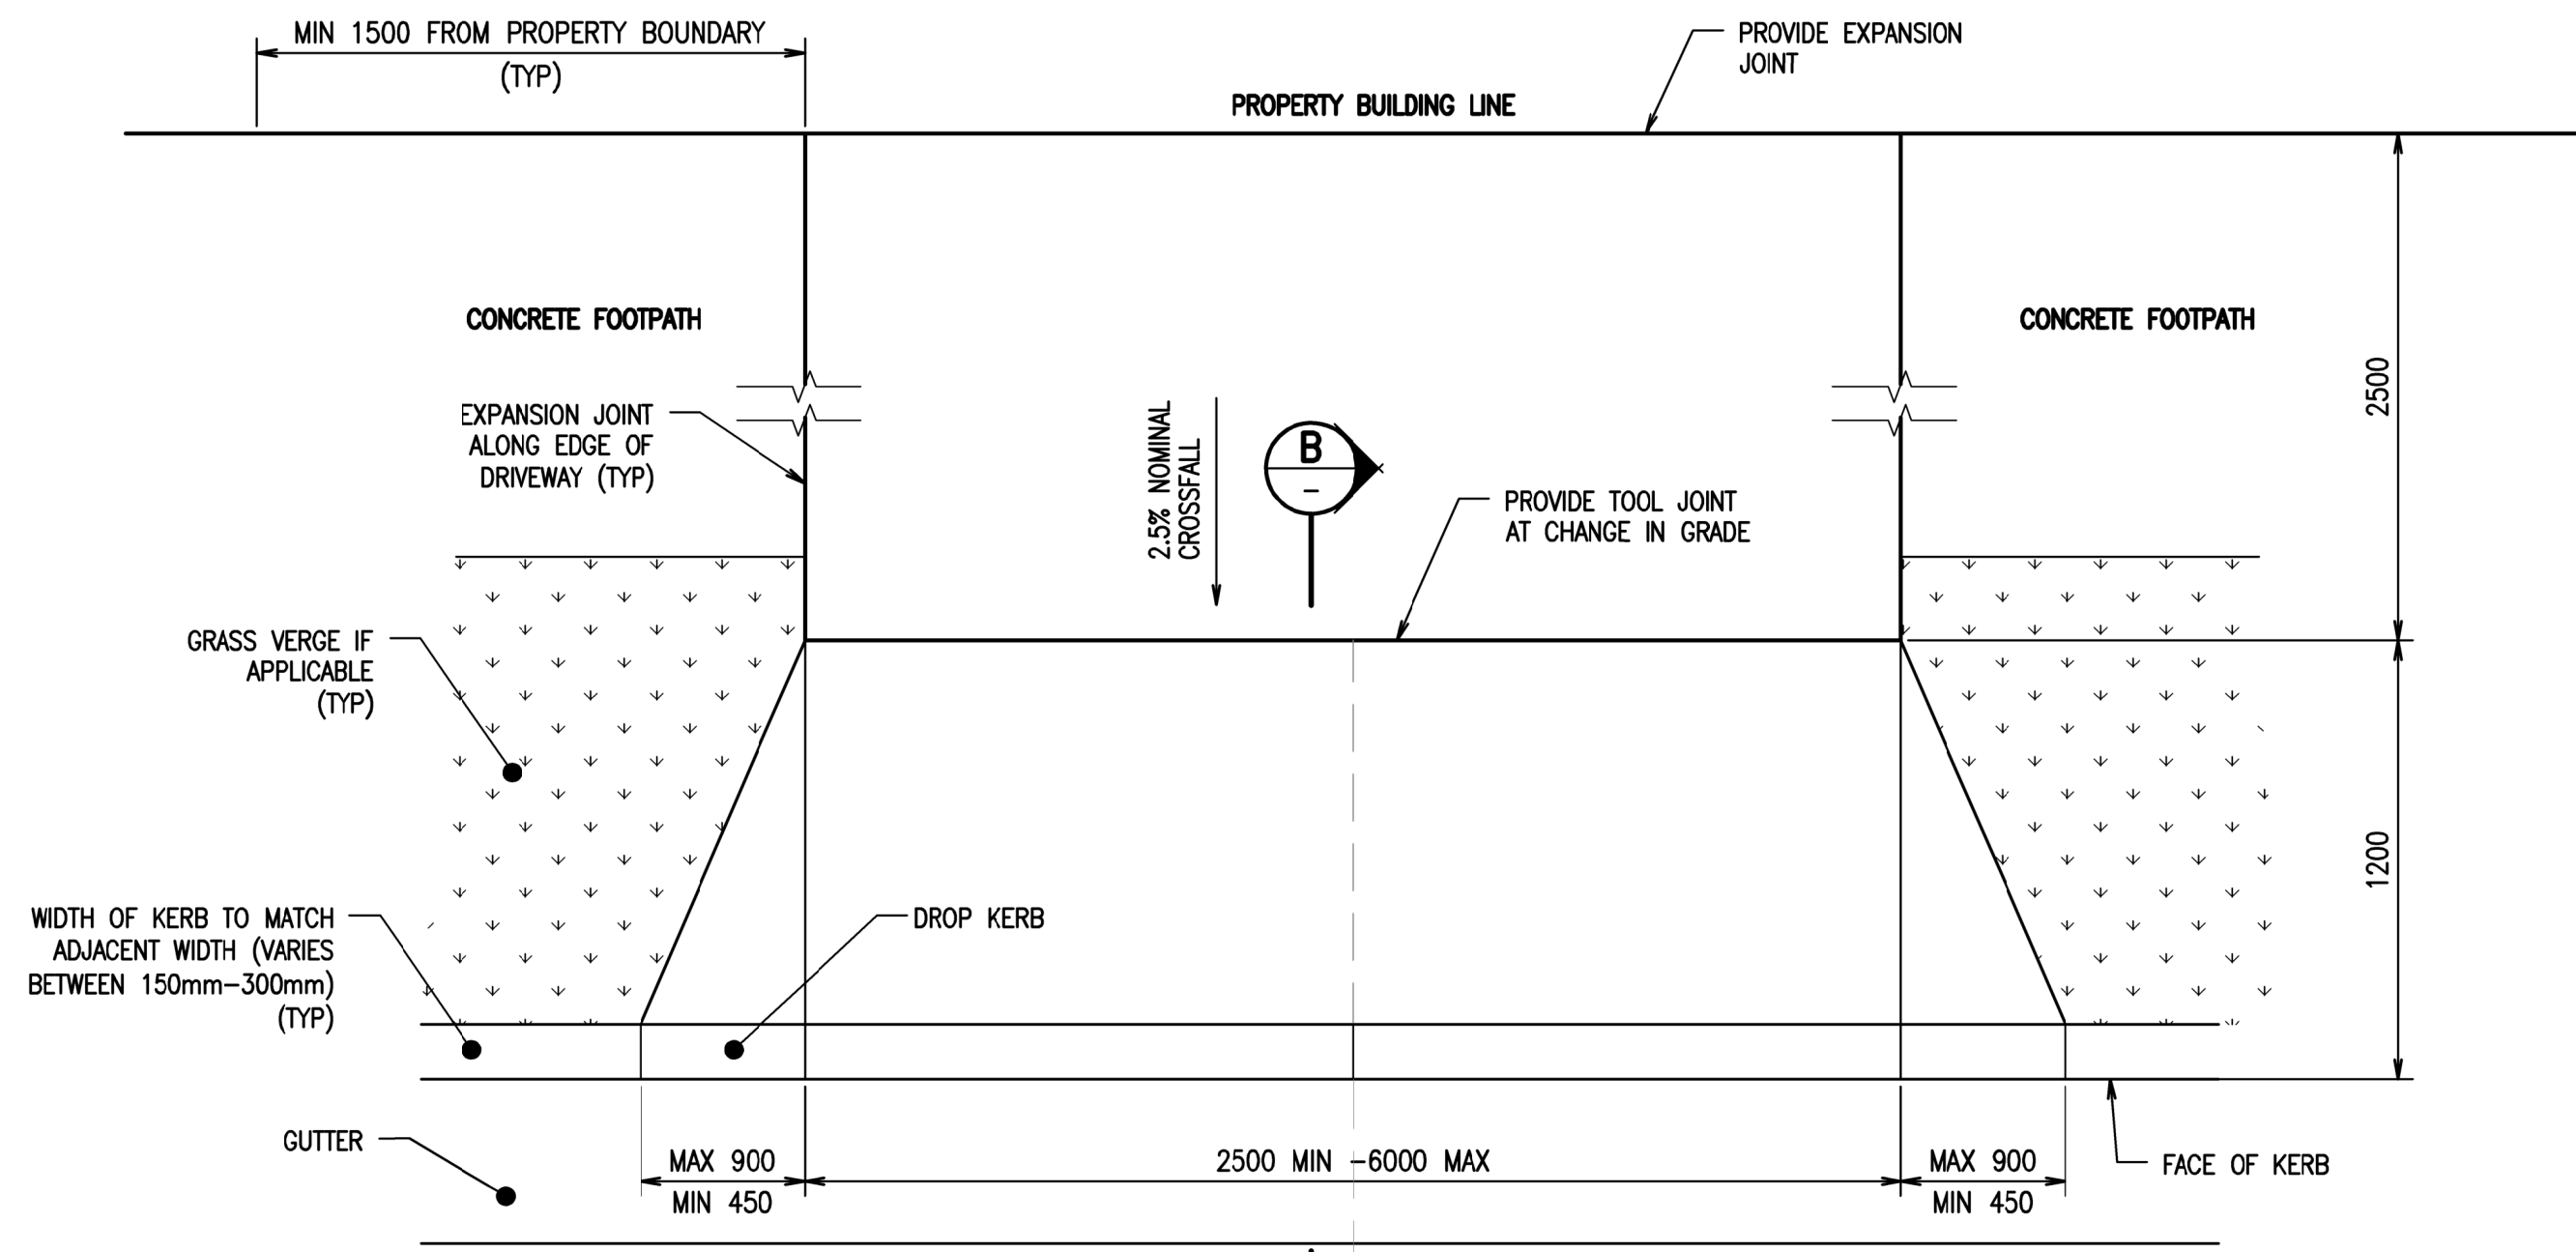 MIN 1500 FROM PROPERTY BOUNDARY
(TYP)
PROVIDE EXPANSION
JOINT
PROPERTY BUILDING LINE
CONCRETE FOOTPATH
CONCRETE FOOTPATH
EXPANSION JOINT
ALONG EDGE OF
DRIVEWAY (TYP)
2.5% NOMINAL
CROSSFALL
B
-
PROVIDE TOOL JOINT
AT CHANGE IN GRADE
2500
GRASS VERGE IF
APPLICABLE
(TYP)
1200
WIDTH OF KERB TO MATCH
ADJACENT WIDTH (VARIES
BETWEEN 150mm-300mm)
(TYP)
DROP KERB
GUTTER
MAX 900
MIN 450
2500 MIN -6000 MAX
MAX 900
MIN 450
FACE OF KERB